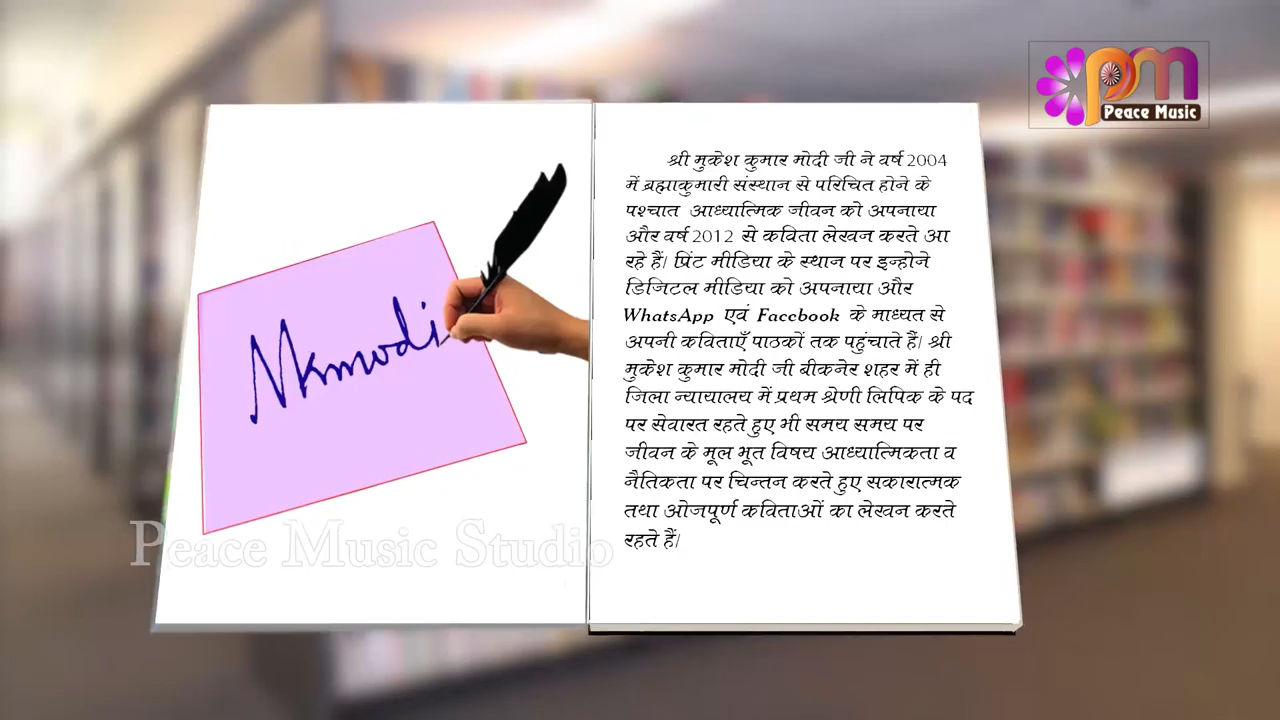 Peace Music
Nkmodi
श्री मुकेश कुमार मोदी जी ने वर्ष 2004
में ब्रह्माकुमारी संस्थान से परिचित होने के
पश्चात आध्यात्मिक जीवन को अपनाया
और वर्ष 2012 से कविता लेखन करते आ
रहे हैं। प्रिंट मीडिया के स्थान पर इन्होने
डिजिटल मीडिया को अपनाया और
WhatsApp एवं Facebook के माध्यत से
अपनी कविताएँ पाठकों तक पहुंचाते हैं। श्री
मुकेश कुमार मोदी जी बीकनेर शहर में ही
जिला न्यायालय में प्रथम श्रेणी लिपिक के पद
पर सेवारत रहते हुए भी समय समय पर
जीवन के मूल भूत विषय आध्यात्मिकता व
नैतिकता पर चिन्तन करते हुए सकारात्मक
तथा ओजपूर्ण कविताओं का लेखन करते
रहते हैं।
Peace Music Studio